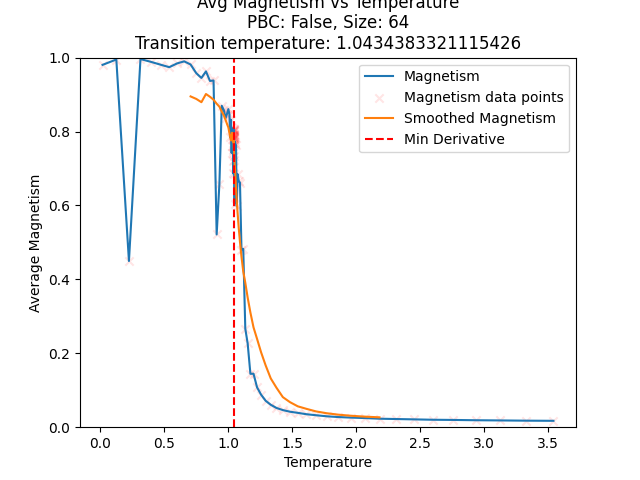 Avg Magnetism vs Temperature
PBC: False, Size: 64
Transition temperature: 1.0434383321115426
1.0
0.8
0.6
0.4
0.2
0.0
Average Magnetism
Magnetism
Magnetism data points
Smoothed Magnetism
Min Derivative
0.0 0.5 1.0 1.5 2.0 2.5 3.0 3.5
Temperature